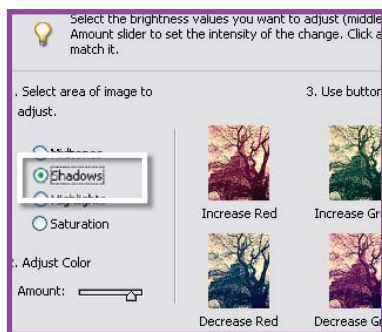 Select the brightness values you want to adjust (middle
Amount slider to set the intensity of the change. Click a
match it.
. Select area of image to
adjust.
3. Use button
Midtones
Shadows
Highlights
Saturation
Increase Red
Increase Gr
. Adjust Color
Amount:
Decrease Red
Decrease G